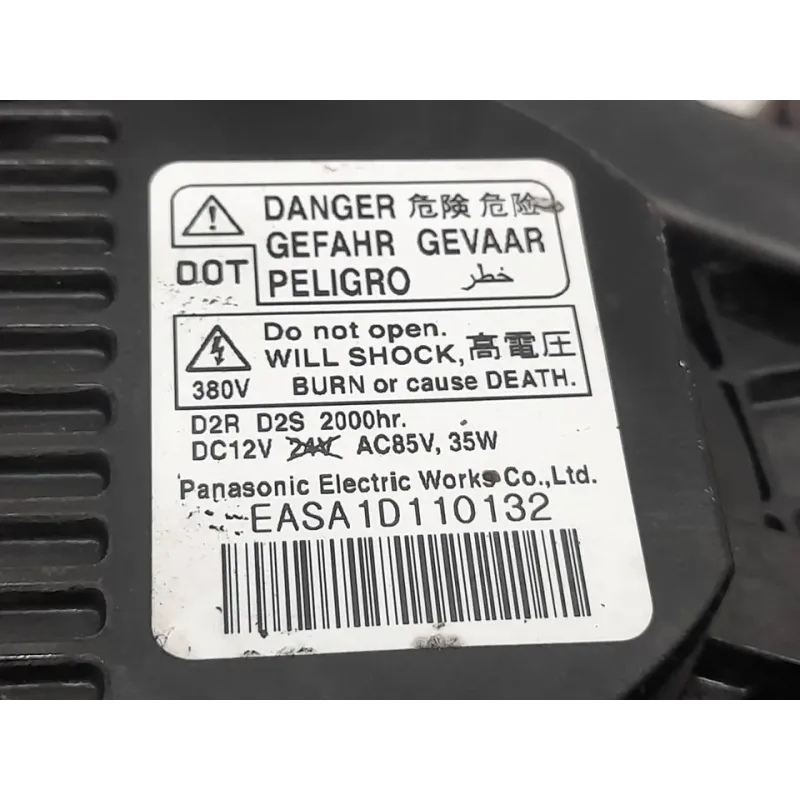 DANGER 危険 危险
GEFAHR GEVAAR
DOT PELIGRO خطر
Do not open.
WILL SHOCK, 高電圧
380V BURN or cause DEATH.
D2R D2S 2000hr.
DC12V 24V AC85V, 35W
Panasonic Electric Works Co.,Ltd.
EASA1D110132